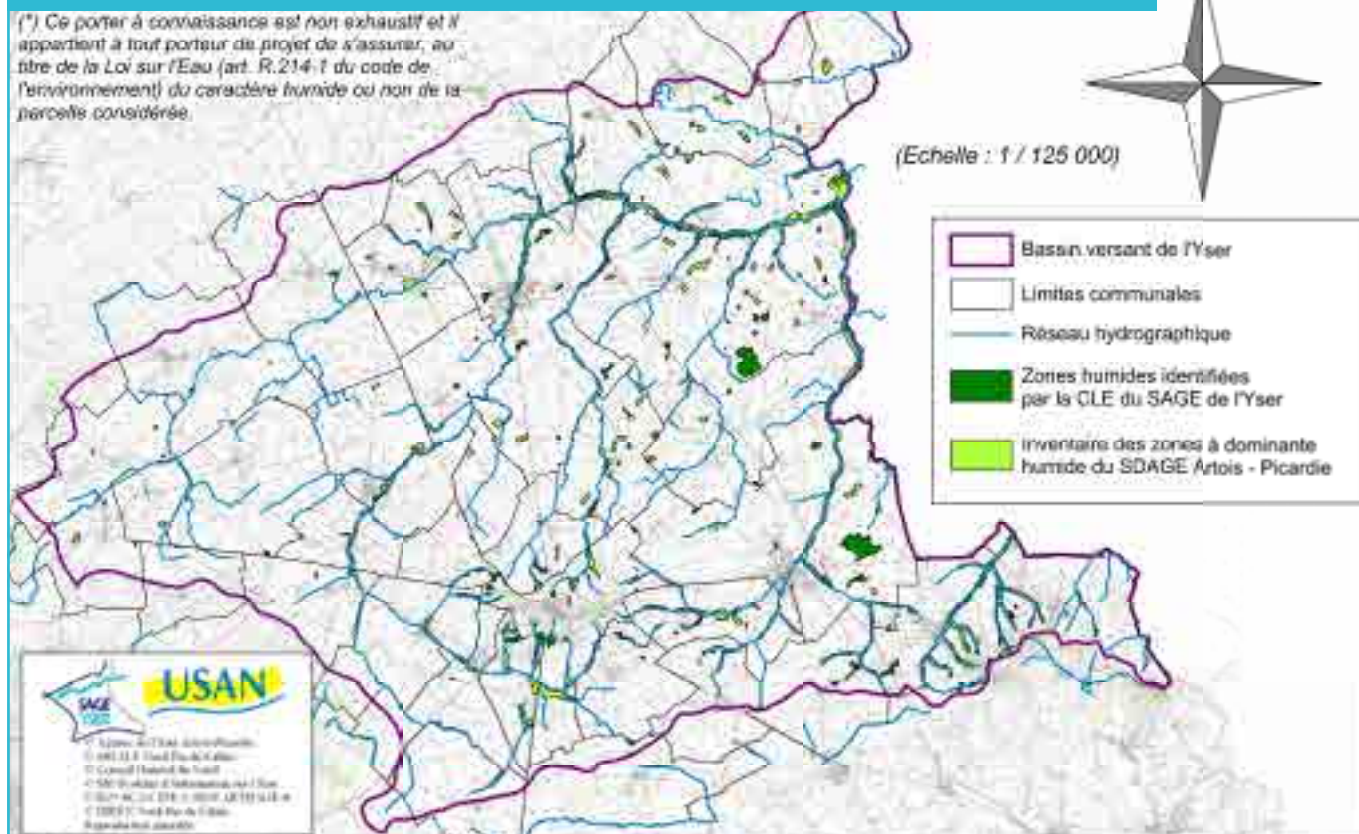 (*) Ce porter à connaissance est non exhaustif et il
appartient à tout porteur de projet de s'assurer, au
titre de la Loi sur l'Eau (art. R.214-1 du code de
l'environnement) du caractère humide ou non de la
parcelle considérée.
(Echelle : 1 / 125 000)
Bassin versant de l'Yser
Limites communales
Réseau hydrographique
Zones humides identifiées
par la CLE du SAGE de l'Yser
Inventaire des zones à dominante
humide du SDAGE Artois - Picardie
SAGE
YSER
USAN